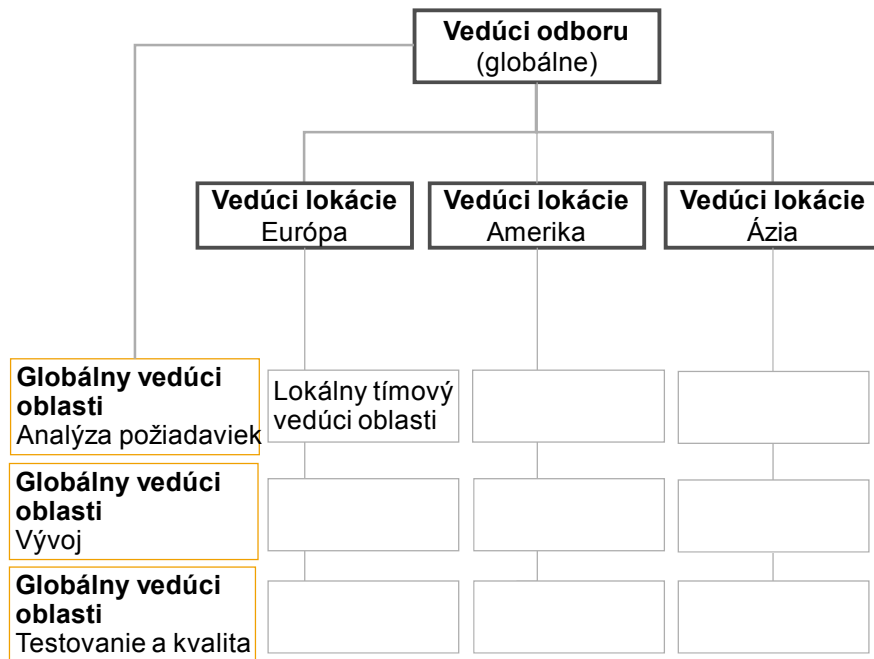 Vedúci odboru
(globálne)
Vedúci lokácie
Európa
Vedúci lokácie
Amerika
Vedúci lokácie
Ázia
Globálny vedúci
oblasti
Analýza požiadaviek
Lokálny tímový
vedúci oblasti
Globálny vedúci
oblasti
Vývoj
Globálny vedúci
oblasti
Testovanie a kvalita